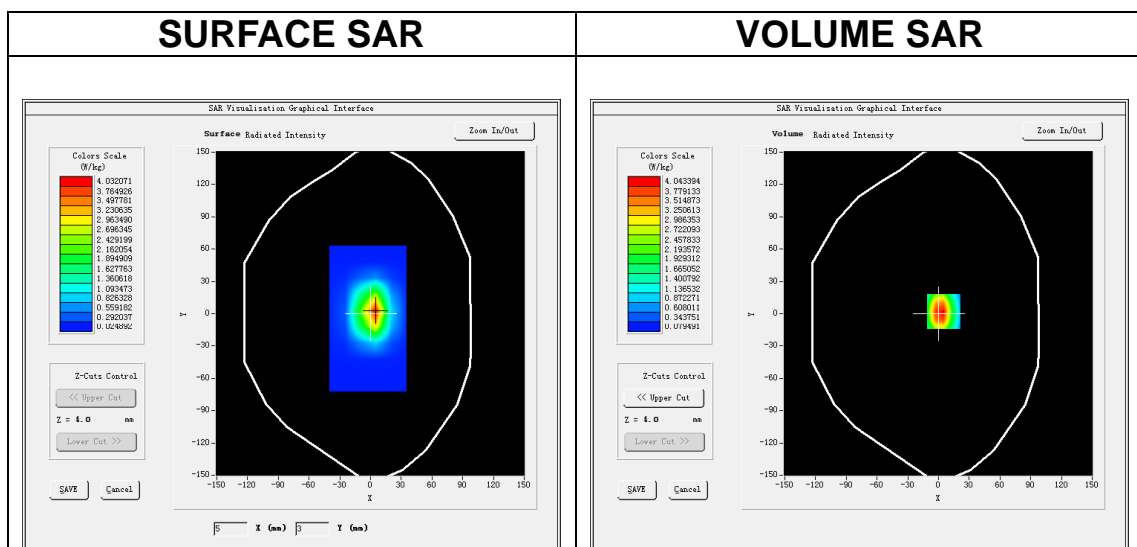 SURFACE SAR
VOLUME SAR
SAR Visualisation Graphical Interface
Surface Radiated Intensity
Zoom In/Out
Colors Scale
(W/kg)
4.032071
3.764926
3.497781
3.230635
2.963490
2.696345
2.429199
2.162054
1.894909
1.627763
1.360618
1.093473
0.826328
0.559182
0.292037
0.024892
Z-Cuts Control
<< Upper Cut
Z = 4.0 mm
Lower Cut >>
SAVE Cancel
150
120
90
60
30
0
-30
-60
-90
-120
-150
Y
-150 -120 -90 -60 -30 0 30 60 90 120 150
X
5 X (mm) 3 Y (mm)
SAR Visualisation Graphical Interface
Volume Radiated Intensity
Zoom In/Out
Colors Scale
(W/kg)
4.043394
3.779133
3.514873
3.250613
2.986353
2.722093
2.457833
2.193572
1.929312
1.665052
1.400792
1.136532
0.872271
0.608011
0.343751
0.079491
Z-Cuts Control
<< Upper Cut
Z = 4.0 mm
Lower Cut >>
SAVE Cancel
150
120
90
60
30
0
-30
-60
-90
-120
-150
Y
-150 -120 -90 -60 -30 0 30 60 90 120 150
X